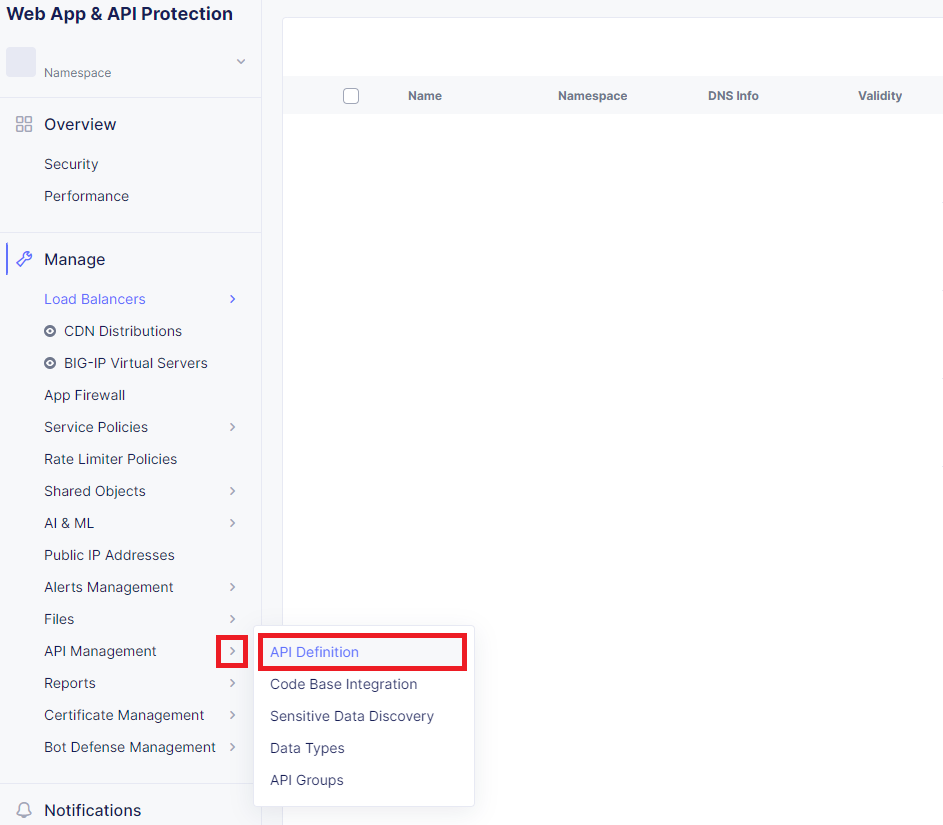 Web App & API Protection
Namespace
Overview
Security
Performance
Manage
Load Balancers
CDN Distributions
BIG-IP Virtual Servers
App Firewall
Service Policies
Rate Limiter Policies
Shared Objects
AI & ML
Public IP Addresses
Alerts Management
Files
API Management
Reports
Certificate Management
Bot Defense Management
Notifications
Name Namespace DNS Info Validity
API Definition
Code Base Integration
Sensitive Data Discovery
Data Types
API Groups